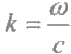 k = ω/c